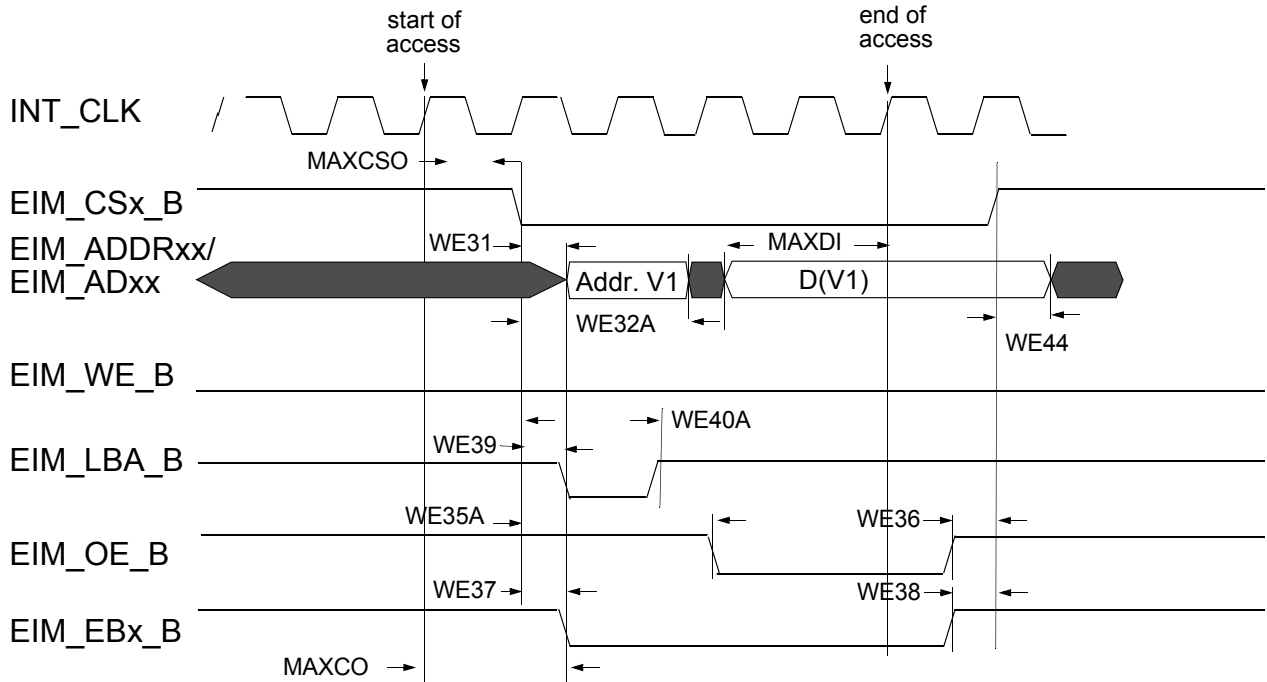 start of
access
end of
access
INT_CLK
MAXCSO
EIM_CSx_B
EIM_ADDRxx/
EIM_ADxx
WE31
MAXDI
Addr. V1
D(V1)
WE32A
WE44
EIM_WE_B
WE40A
WE39
EIM_LBA_B
WE35A
WE36
EIM_OE_B
WE37
WE38
EIM_EBx_B
MAXCO